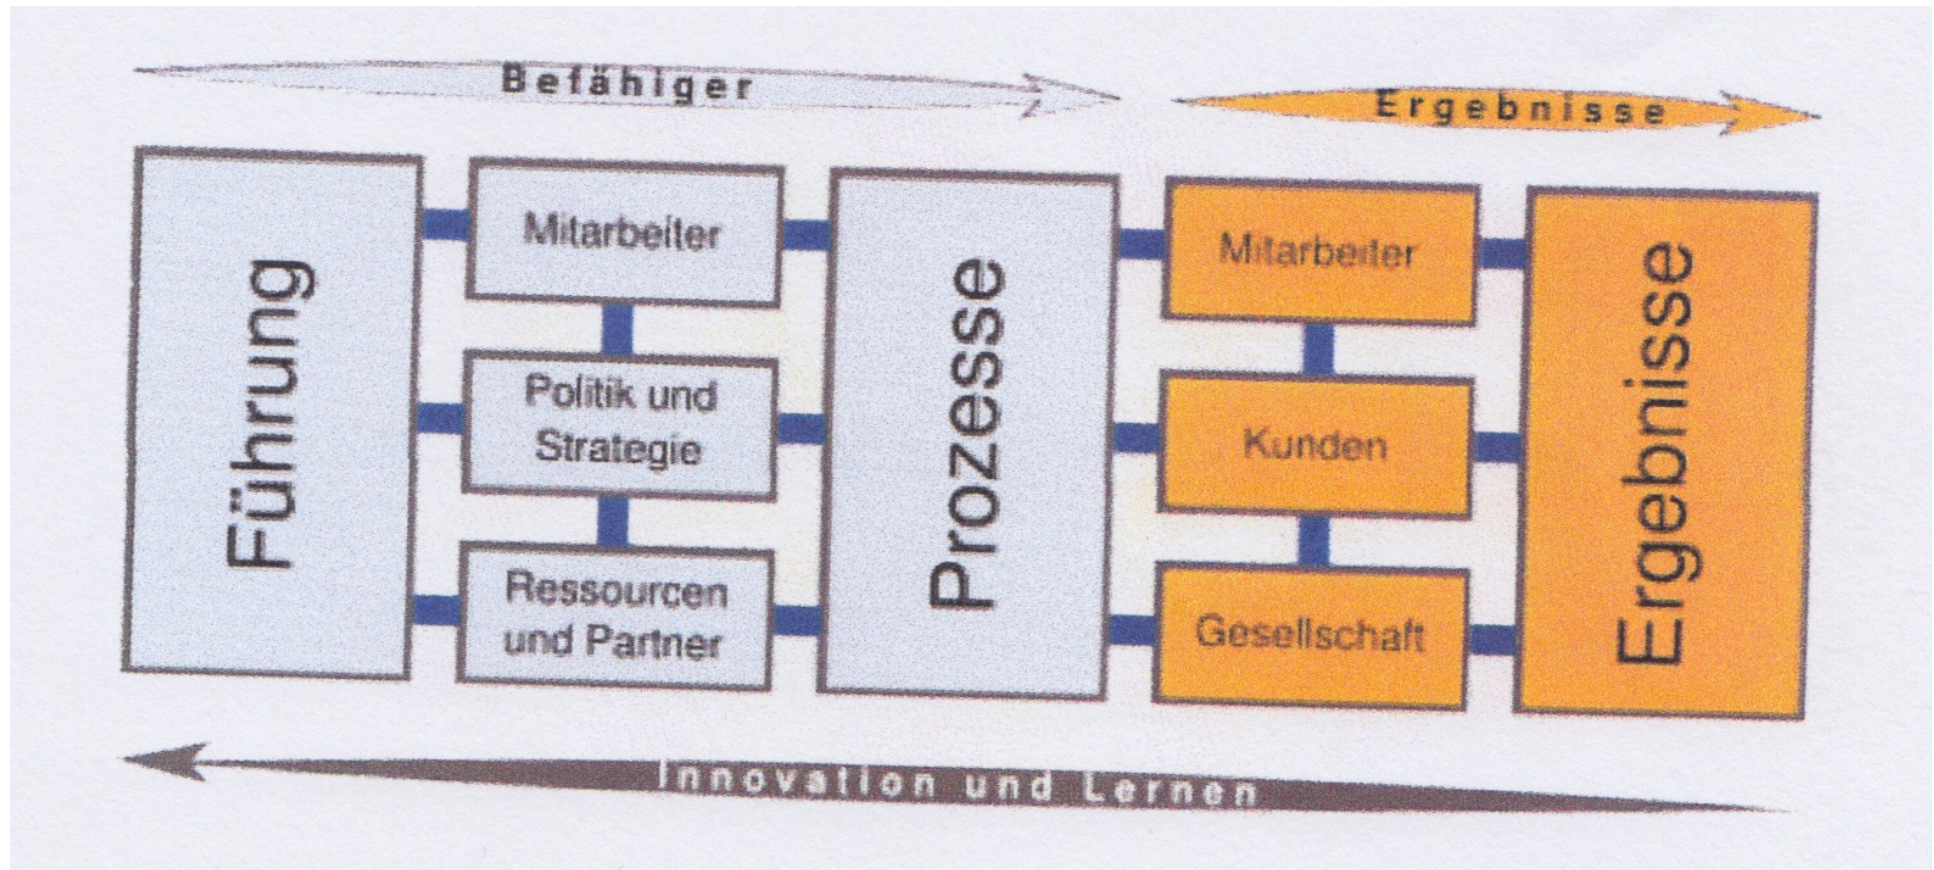 Befähiger
Ergebnisse
Führung
Mitarbeiter
Politik und
Strategie
Ressourcen
und Partner
Prozesse
Mitarbeiter
Kunden
Gesellschaft
Ergebnisse
Innovation und Lernen